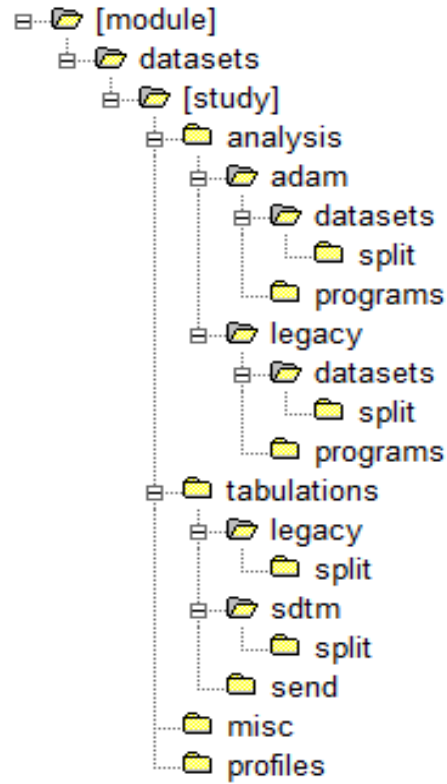 [module]
datasets
[study]
analysis
adam
datasets
split
programs
legacy
datasets
split
programs
tabulations
legacy
split
sdtm
split
send
misc
profiles